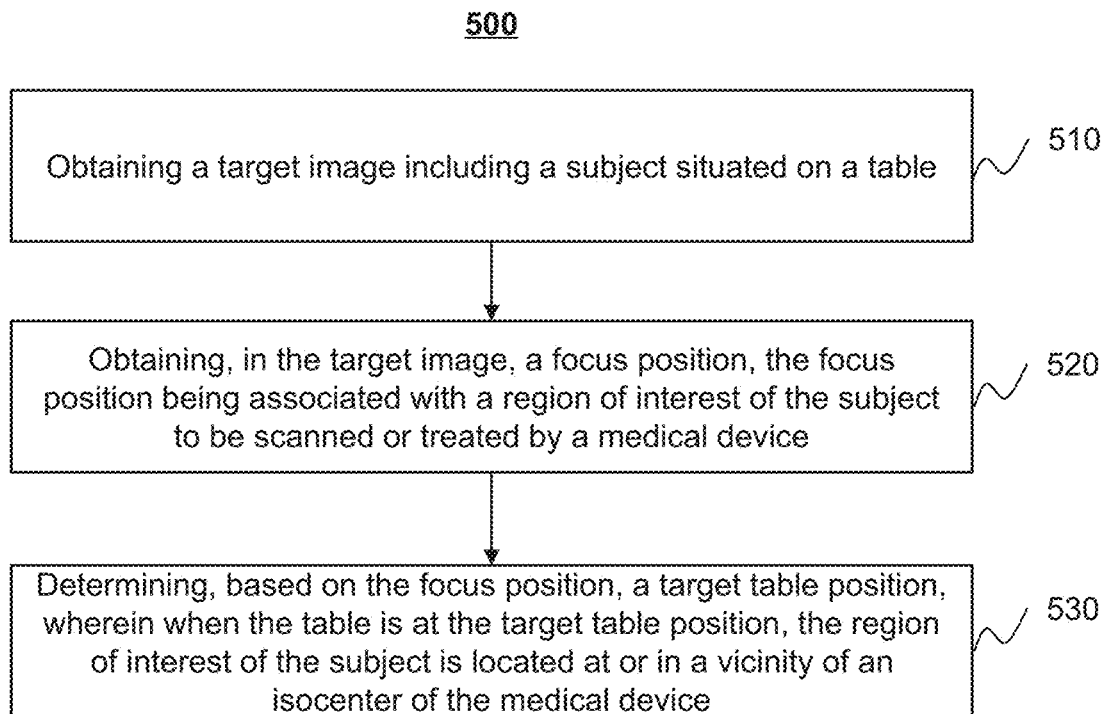 500
Obtaining a target image including a subject situated on a table
510
Obtaining, in the target image, a focus position, the focus
position being associated with a region of interest of the subject
to be scanned or treated by a medical device
520
Determining, based on the focus position, a target table position,
wherein when the table is at the target table position, the region
of interest of the subject is located at or in a vicinity of an
isocenter of the medical device
530